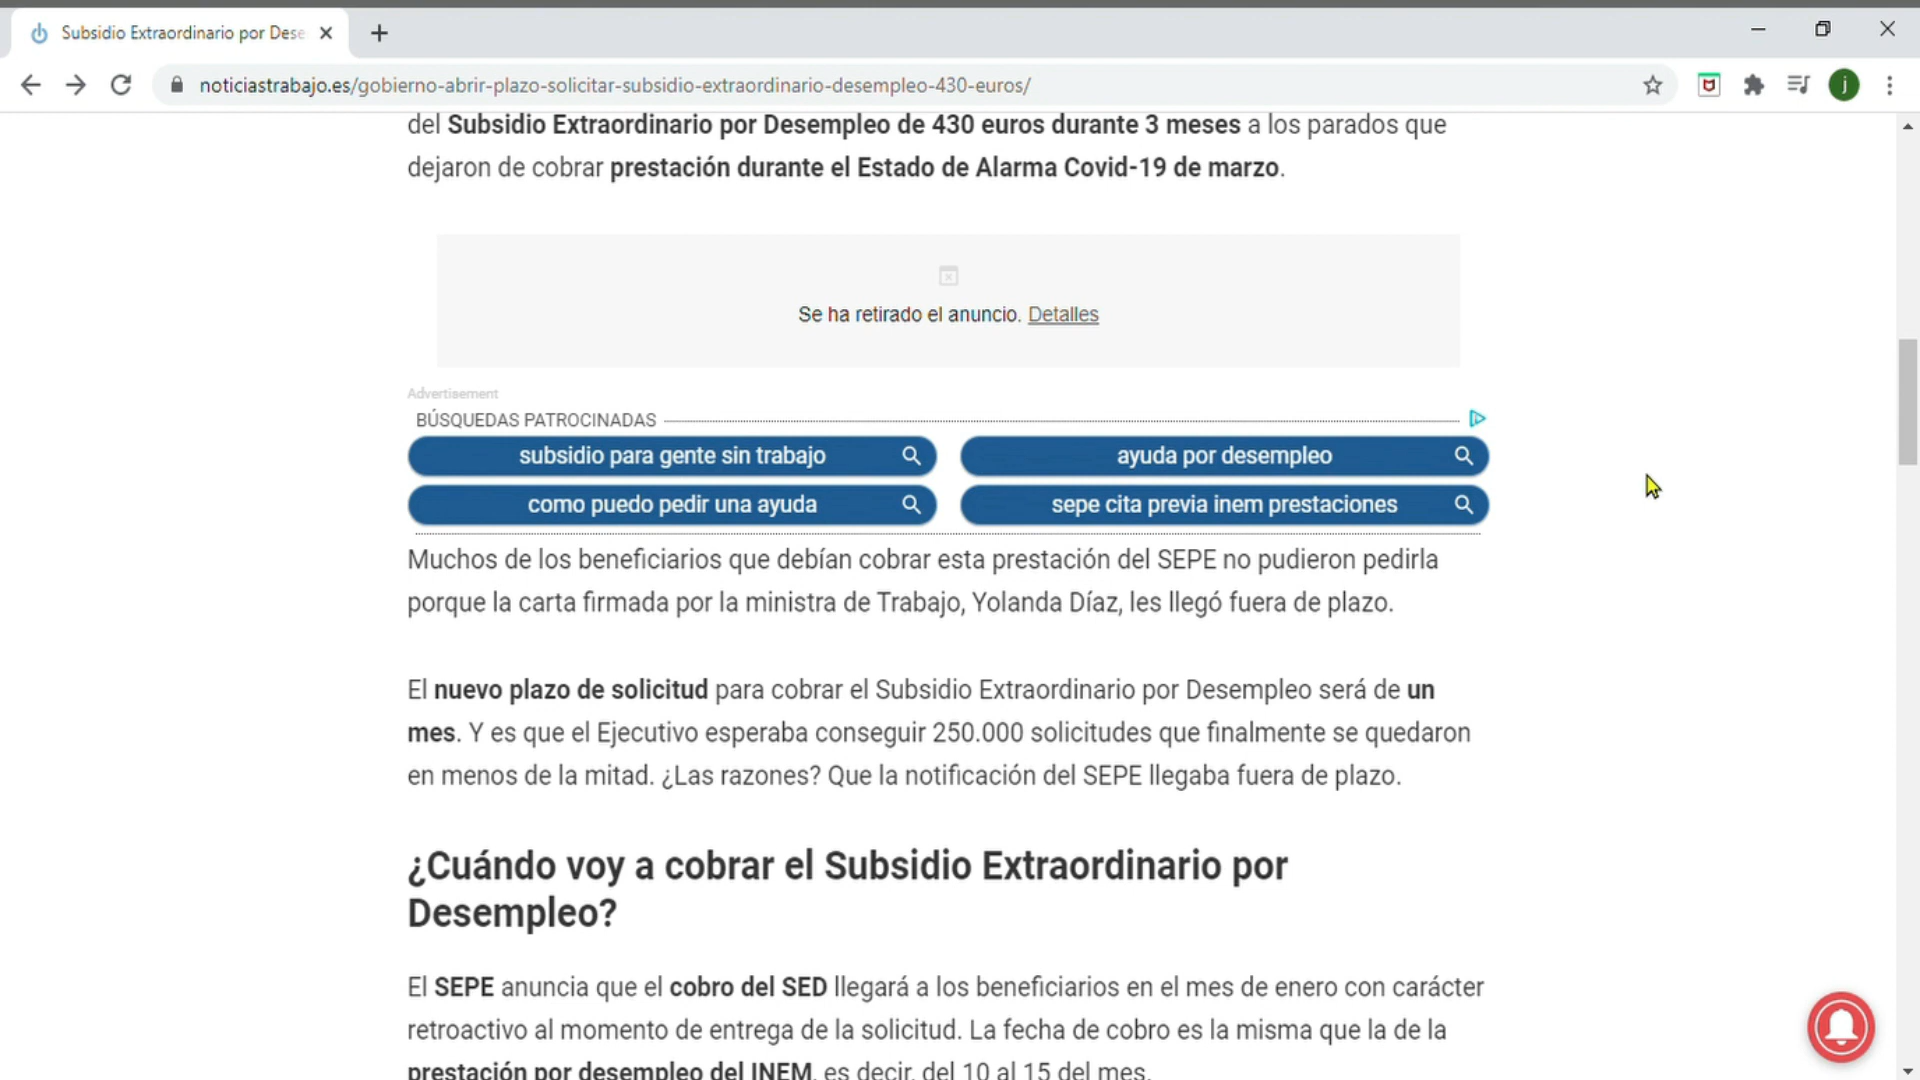 Subsidio Extraordinario por Dese
noticiastrabajo.es/gobierno-abrir-plazo-solicitar-subsidio-extraordinario-desempleo-430-euros/
j
del Subsidio Extraordinario por Desempleo de 430 euros durante 3 meses a los parados que
dejaron de cobrar prestación durante el Estado de Alarma Covid-19 de marzo.
Se ha retirado el anuncio. Detalles
Advertisement
BÚSQUEDAS PATROCINADAS
subsidio para gente sin trabajo
ayuda por desempleo
como puedo pedir una ayuda
sepe cita previa inem prestaciones
Muchos de los beneficiarios que debían cobrar esta prestación del SEPE no pudieron pedirla
porque la carta firmada por la ministra de Trabajo, Yolanda Díaz, les llegó fuera de plazo.
El nuevo plazo de solicitud para cobrar el Subsidio Extraordinario por Desempleo será de un
mes. Y es que el Ejecutivo esperaba conseguir 250.000 solicitudes que finalmente se quedaron
en menos de la mitad. ¿Las razones? Que la notificación del SEPE llegaba fuera de plazo.
¿Cuándo voy a cobrar el Subsidio Extraordinario por
Desempleo?
El SEPE anuncia que el cobro del SED llegará a los beneficiarios en el mes de enero con carácter
retroactivo al momento de entrega de la solicitud. La fecha de cobro es la misma que la de la
prestación por desempleo del INEM, es decir, del 10 al 15 del mes.